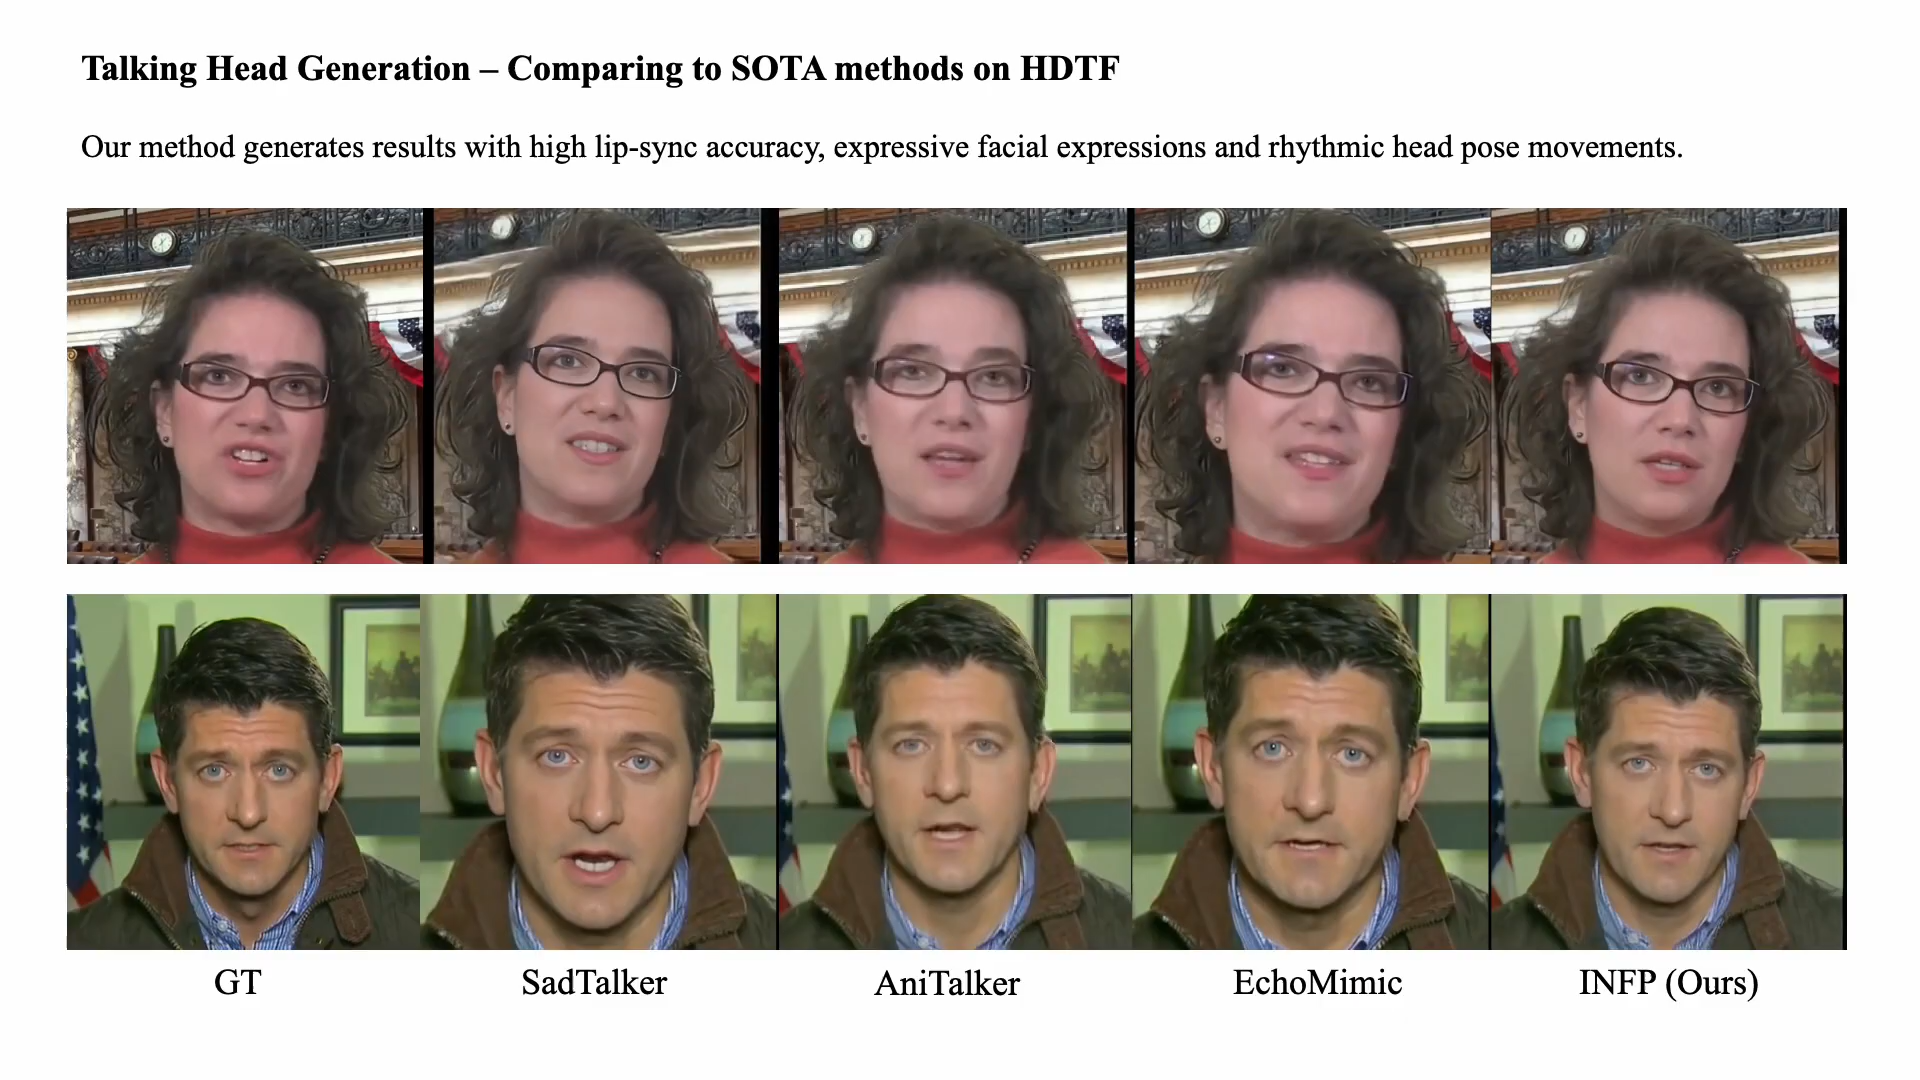 Talking Head Generation – Comparing to SOTA methods on HDTF
Our method generates results with high lip-sync accuracy, expressive facial expressions and rhythmic head pose movements.
GT
SadTalker
AniTalker
EchoMimic
INFP (Ours)